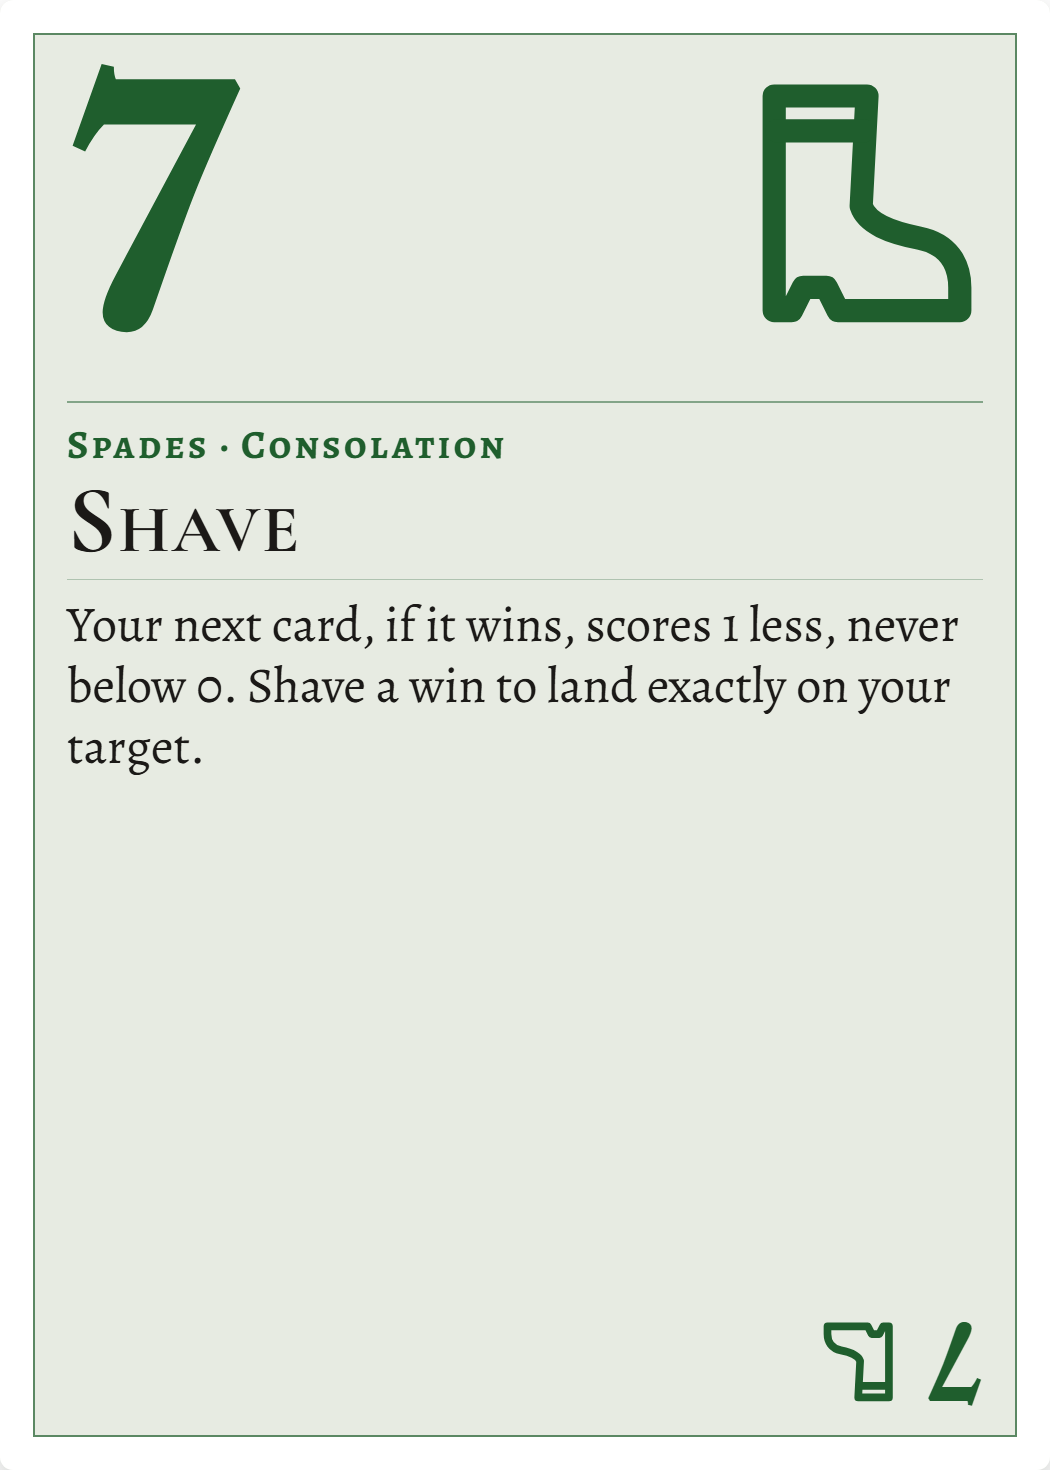 7
Spades · Consolation
Shave
Your next card, if it wins, scores 1 less, never
below 0. Shave a win to land exactly on your
target.
7